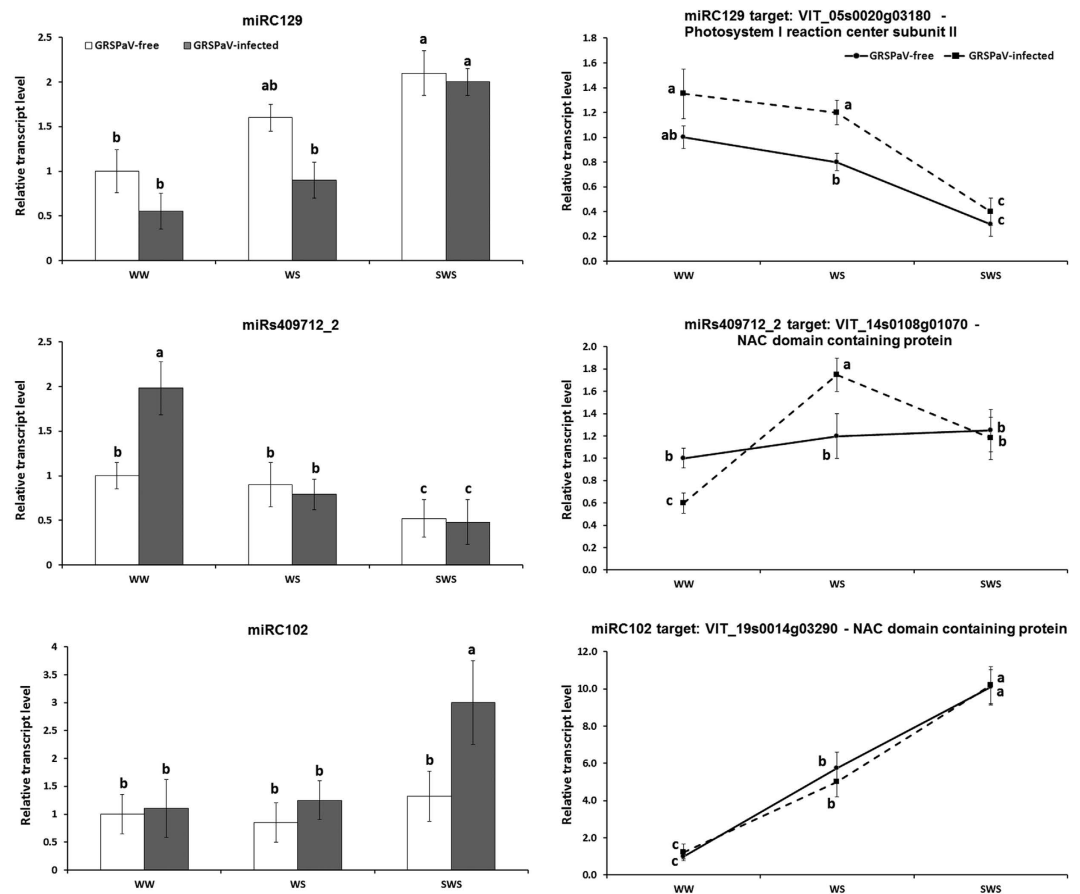 miRC129
Relative transcript level
2.5
2
1.5
1
0.5
0
GRSPaV-free
GRSPaV-infected
b
b
ab
b
a
a
WW
WS
SWS
miRC129 target: VIT_05s0020g03180 -
Photosystem I reaction center subunit II
Relative transcript level
1.8
1.6
1.4
1.2
1.0
0.8
0.6
0.4
0.2
0.0
GRSPaV-free
GRSPaV-infected
a
ab
a
b
c
c
WW
WS
SWS
miRs409712_2
Relative transcript level
2.5
2
1.5
1
0.5
0
b
a
b
b
c
c
WW
WS
SWS
miRs409712_2 target: VIT_14s0108g01070 -
NAC domain containing protein
Relative transcript level
2.0
1.8
1.6
1.4
1.2
1.0
0.8
0.6
0.4
0.2
0.0
b
c
a
b
b
b
WW
WS
SWS
miRC102
Relative transcript level
4
3.5
3
2.5
2
1.5
1
0.5
0
b
b
b
b
b
a
WW
WS
SWS
miRC102 target: VIT_19s0014g03290 - NAC domain containing protein
Relative transcript level
12.0
10.0
8.0
6.0
4.0
2.0
0.0
c
c
b
b
a
a
WW
WS
SWS